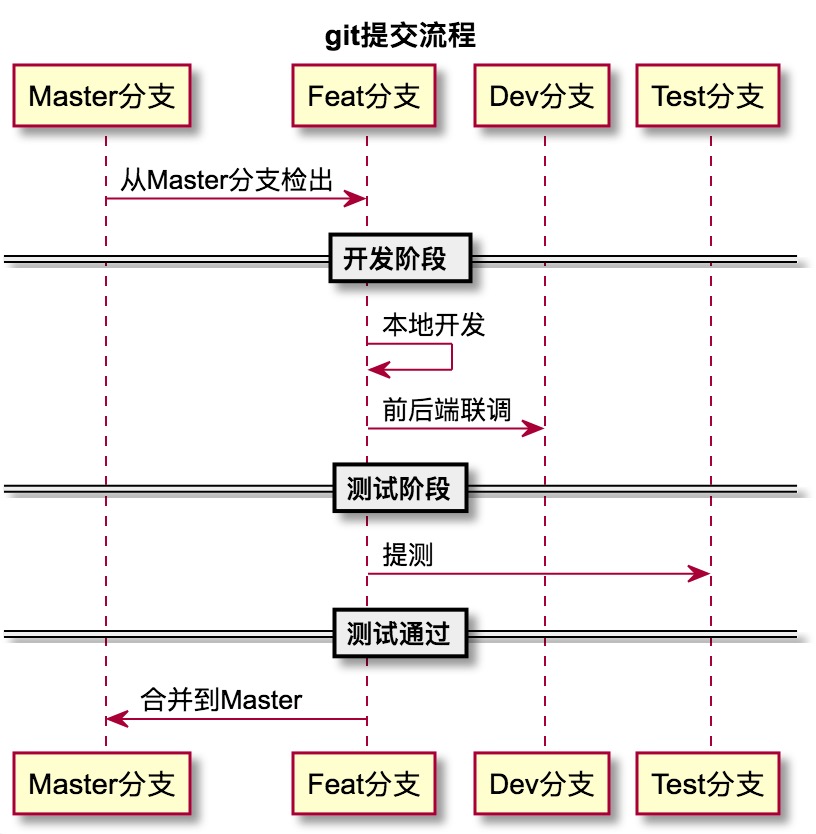 git提交流程
Master分支
Feat分支
Dev分支
Test分支
从Master分支检出
开发阶段
本地开发
前后端联调
测试阶段
提测
测试通过
合并到Master
Master分支
Feat分支
Dev分支
Test分支